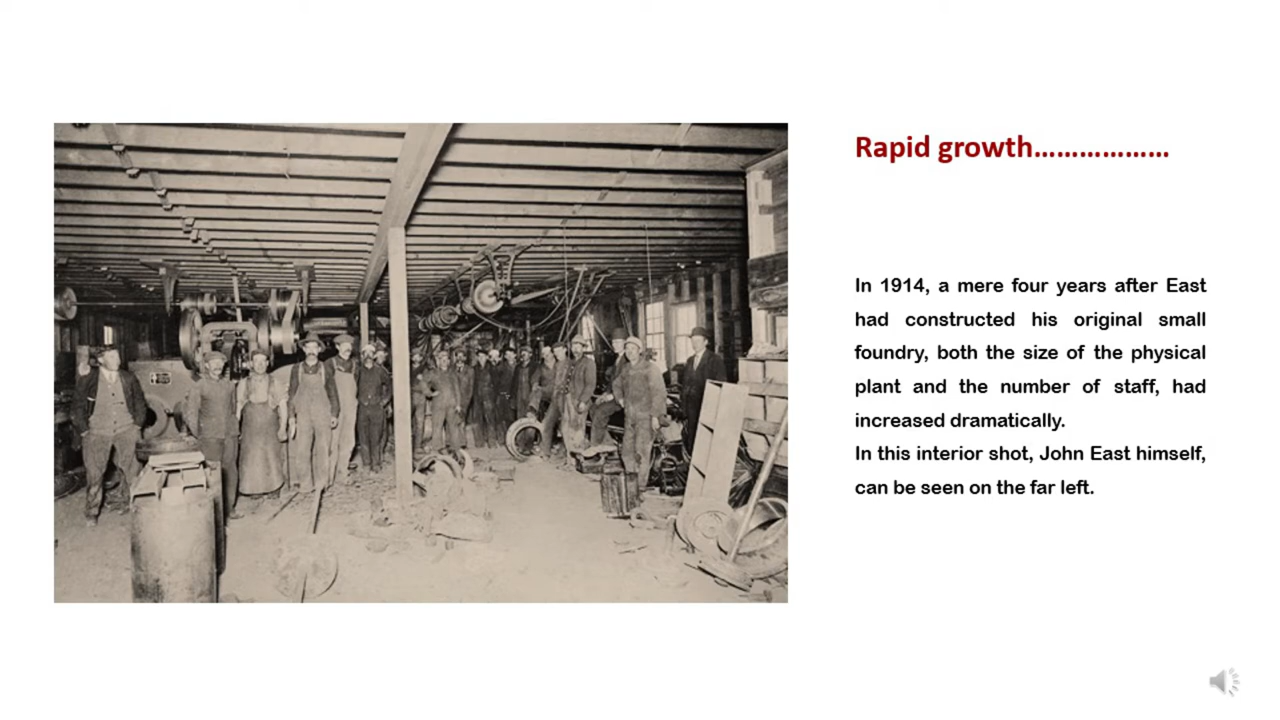 Rapid growth..................
In 1914, a mere four years after East
had constructed his original small
foundry, both the size of the physical
plant and the number of staff, had
increased dramatically.
In this interior shot, John East himself,
can be seen on the far left.